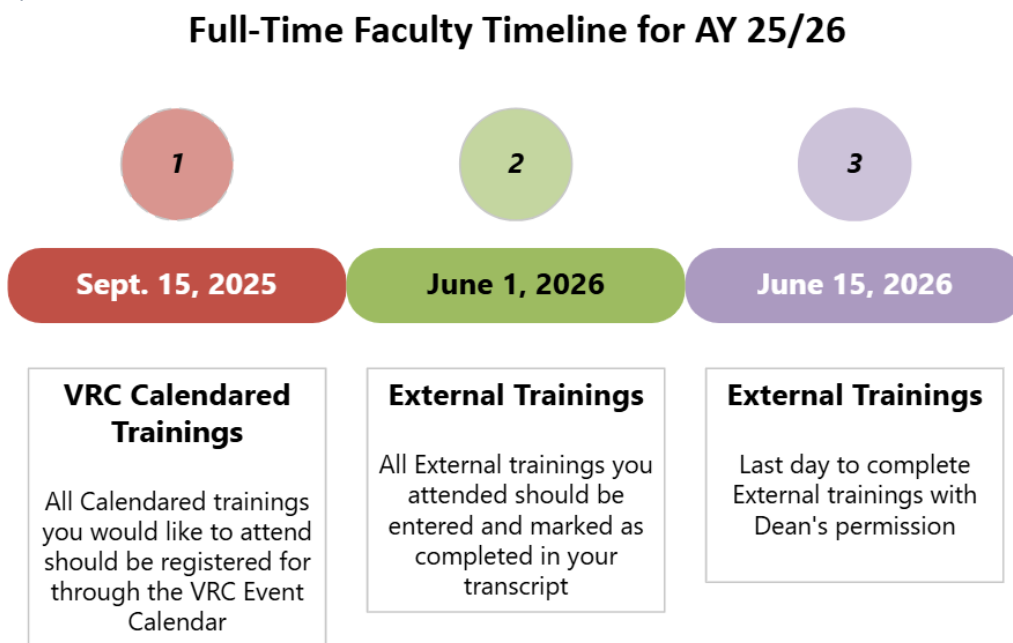 Full-Time Faculty Timeline for AY 25/26
1
2
3
Sept. 15, 2025
June 1, 2026
June 15, 2026
VRC Calendared
Trainings
All Calendared trainings
you would like to attend
should be registered for
through the VRC Event
Calendar
External Trainings
All External trainings you
attended should be
entered and marked as
completed in your
transcript
External Trainings
Last day to complete
External trainings with
Dean's permission